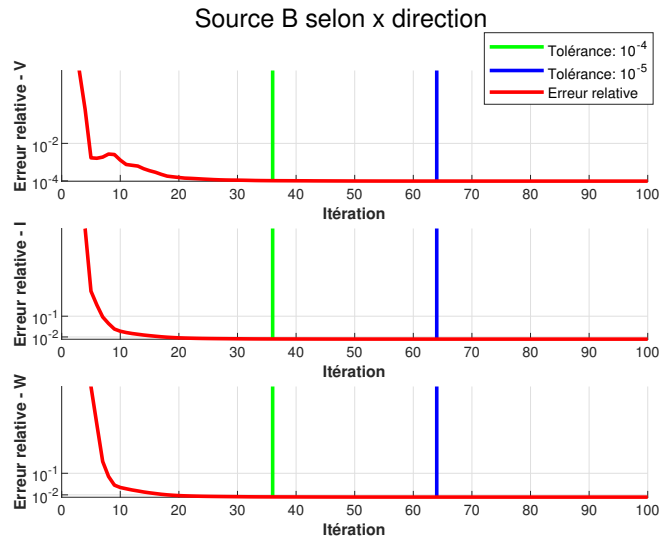 Source B selon x direction
Tolérance: 10^-4
Tolérance: 10^-5
Erreur relative
Erreur relative - V
10^-2
10^-4
0 10 20 30 40 50 60 70 80 90 100
Itération
Erreur relative - I
10^-1
10^-2
0 10 20 30 40 50 60 70 80 90 100
Itération
Erreur relative - W
10^-1
10^-2
0 10 20 30 40 50 60 70 80 90 100
Itération